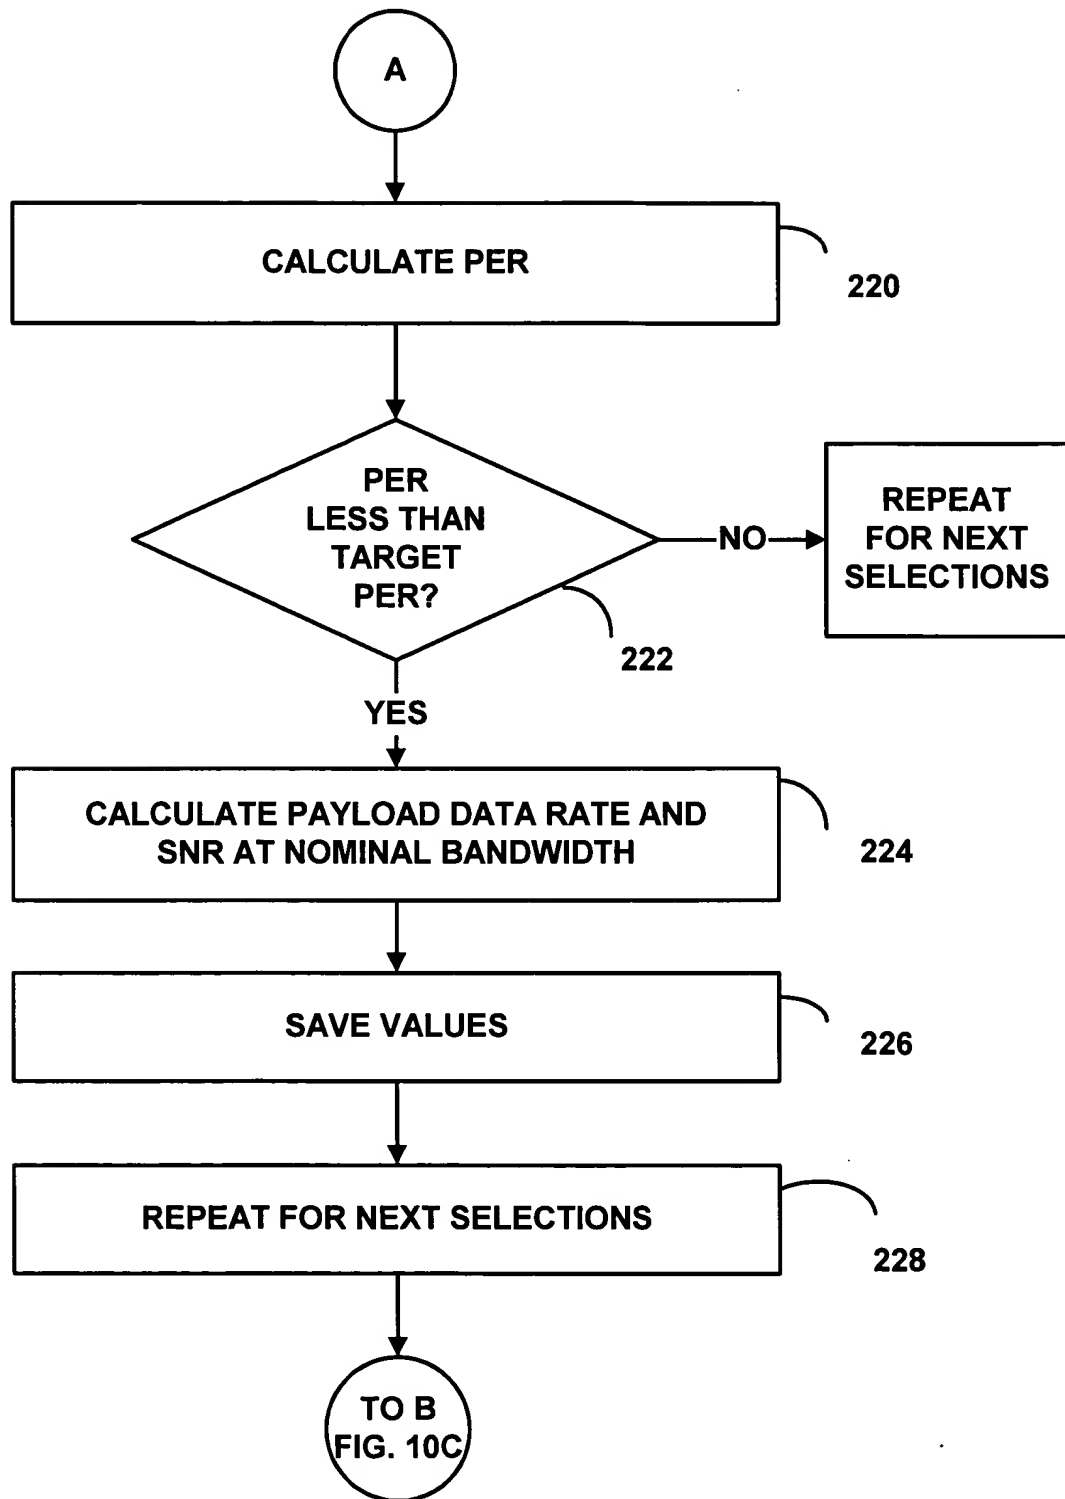 A
CALCULATE PER
220
PER
LESS THAN
TARGET
PER?
NO
REPEAT
FOR NEXT
SELECTIONS
222
YES
CALCULATE PAYLOAD DATA RATE AND
SNR AT NOMINAL BANDWIDTH
224
SAVE VALUES
226
REPEAT FOR NEXT SELECTIONS
228
TO B
FIG. 10C